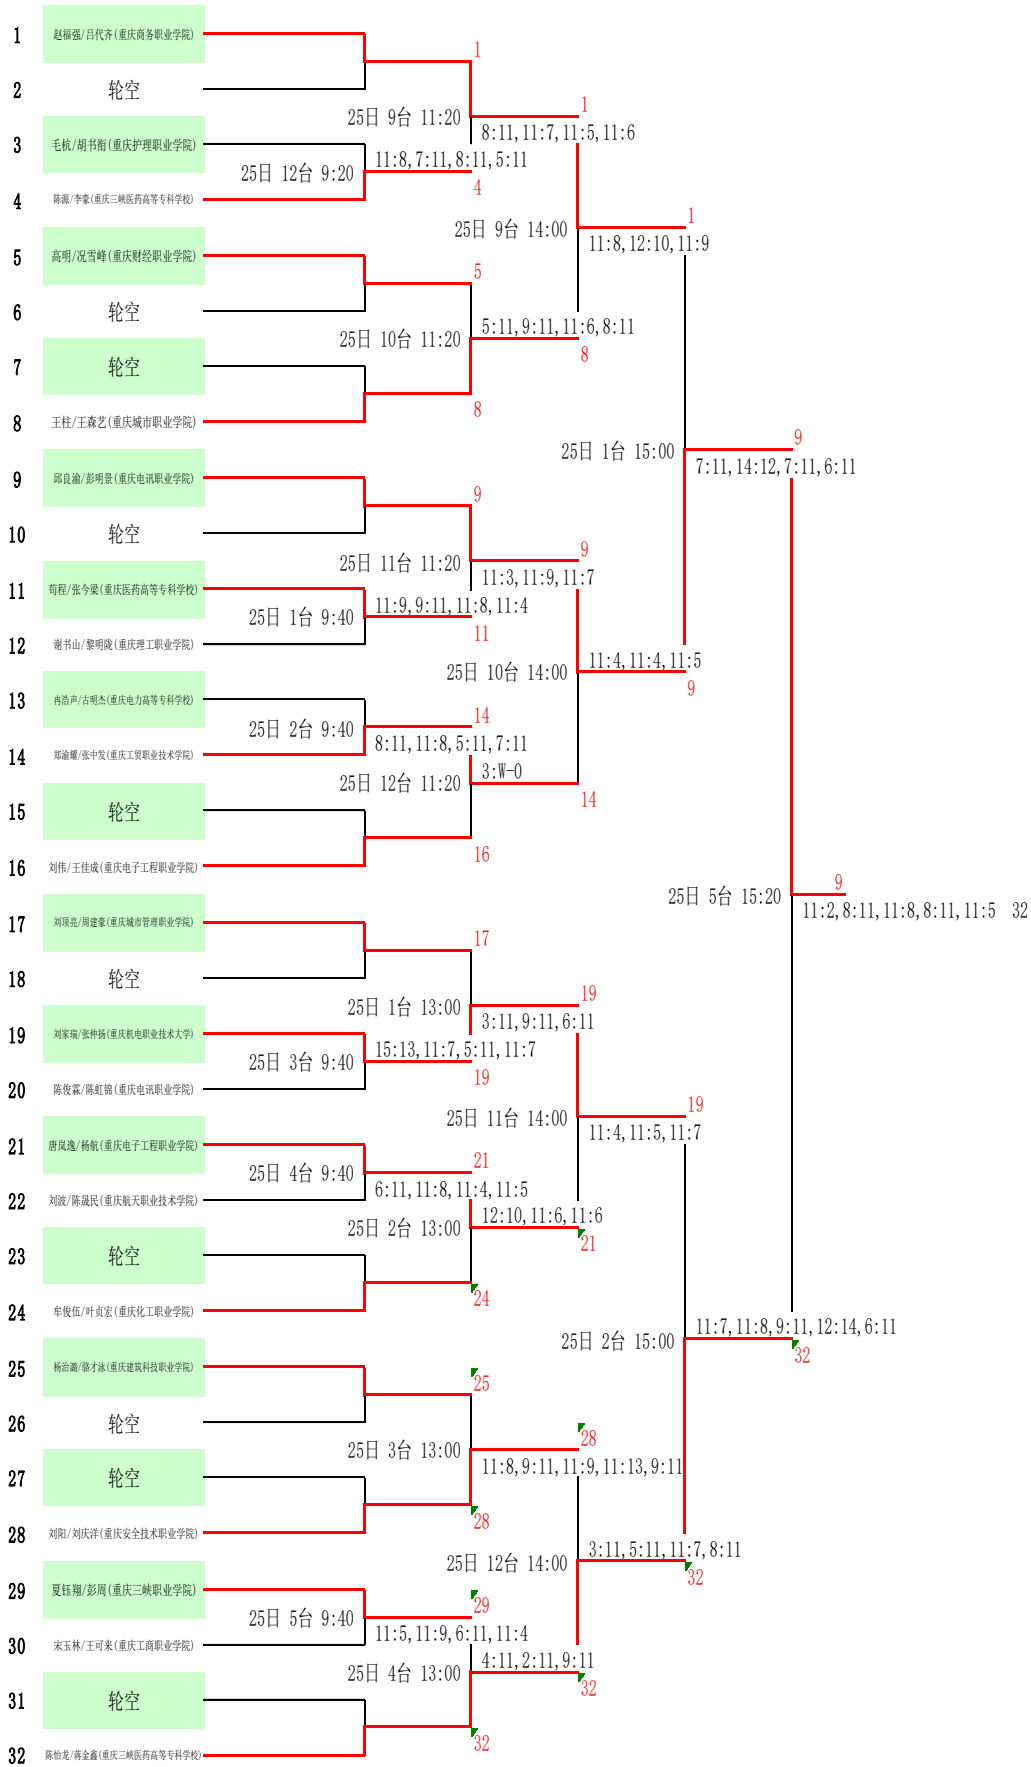 1 赵福强/吕代齐(重庆商务职业学院)
1
2 轮空
25日 9台 11:20
1
8:11,11:7,11:5,11:6
3 毛杭/胡书衔(重庆护理职业学院)
25日 12台 9:20
11:8,7:11,8:11,5:11
4
4 陈源/李豪(重庆三峡医药高等专科学校)
25日 9台 14:00
1
11:8,12:10,11:9
5 高明/况雪峰(重庆财经职业学院)
5
6 轮空
25日 10台 11:20
5:11,9:11,11:6,8:11
8
7 轮空
8
8 王柱/王森艺(重庆城市职业学院)
25日 1台 15:00
9
7:11,14:12,7:11,6:11
9 邱良渝/彭明景(重庆电讯职业学院)
9
10 轮空
25日 11台 11:20
9
11:3,11:9,11:7
11 荀程/张今梁(重庆医药高等专科学校)
25日 1台 9:40
11:9,9:11,11:8,11:4
11
12 谢书山/黎明陇(重庆理工职业学院)
25日 10台 14:00
11:4,11:4,11:5
9
13 冉浩声/古明杰(重庆电力高等专科学校)
25日 2台 9:40
14
8:11,11:8,5:11,7:11
14 郑渝耀/张中发(重庆工贸职业技术学院)
25日 12台 11:20
3:W-0
14
15 轮空
16
16 刘伟/王佳成(重庆电子工程职业学院)
25日 5台 15:20
9
11:2,8:11,11:8,8:11,11:5 32
17 刘顶亮/周建豪(重庆城市管理职业学院)
17
18 轮空
25日 1台 13:00
19
3:11,9:11,6:11
19 刘家瑞/张仲扬(重庆机电职业技术大学)
25日 3台 9:40
15:13,11:7,5:11,11:7
19
20 陈俊霖/陈虹锦(重庆电讯职业学院)
25日 11台 14:00
19
11:4,11:5,11:7
21 唐岚逸/杨航(重庆电子工程职业学院)
25日 4台 9:40
21
6:11,11:8,11:4,11:5
22 刘波/陈晟民(重庆航天职业技术学院)
25日 2台 13:00
12:10,11:6,11:6
21
23 轮空
24
24 牟俊伍/叶贞宏(重庆化工职业学院)
25日 2台 15:00
11:7,11:8,9:11,12:14,6:11
32
25 杨治潞/骆才泳(重庆建筑科技职业学院)
25
26 轮空
25日 3台 13:00
28
11:8,9:11,11:9,11:13,9:11
27 轮空
28
28 刘阳/刘庆洋(重庆安全技术职业学院)
25日 12台 14:00
3:11,5:11,11:7,8:11
32
29 夏钰翔/彭周(重庆三峡职业学院)
25日 5台 9:40
29
11:5,11:9,6:11,11:4
30 宋玉林/王可来(重庆工商职业学院)
25日 4台 13:00
4:11,2:11,9:11
32
31 轮空
32
32 陈怡龙/蒋金鑫(重庆三峡医药高等专科学校)